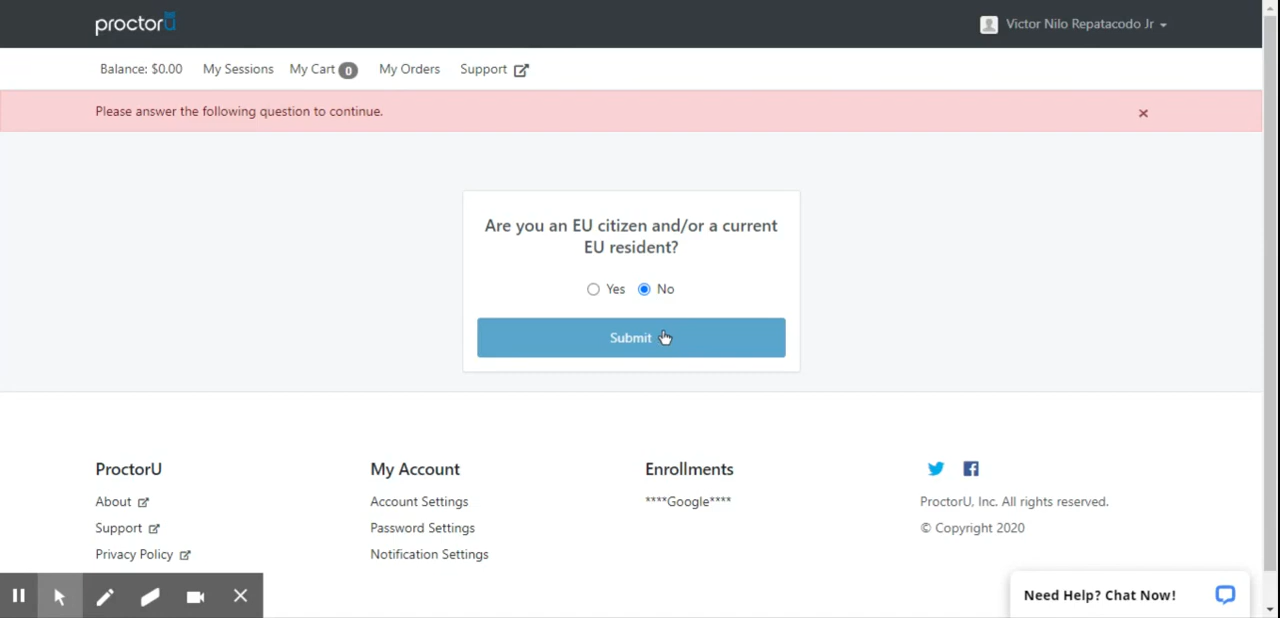 proctorU
Victor Nilo Repatacodo Jr
Balance: $0.00 My Sessions My Cart 0 My Orders Support
Please answer the following question to continue.
×
Are you an EU citizen and/or a current
EU resident?
Yes No
Submit
ProctorU
About
Support
Privacy Policy
My Account
Account Settings
Password Settings
Notification Settings
Enrollments
****Google****
ProctorU, Inc. All rights reserved.
© Copyright 2020
Need Help? Chat Now!